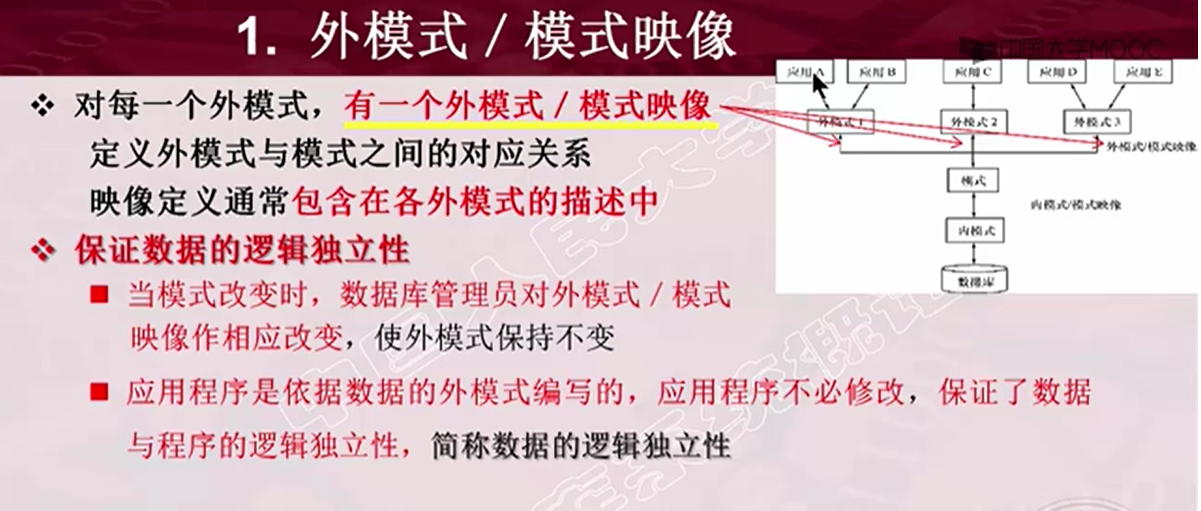 1. 外模式／模式映像
中国大学MOOC
❖ 对每一个外模式，有一个外模式／模式映像
定义外模式与模式之间的对应关系
映像定义通常包含在各外模式的描述中
❖ 保证数据的逻辑独立性
■ 当模式改变时，数据库管理员对外模式／模式
映像作相应改变，使外模式保持不变
■ 应用程序是依据数据的外模式编写的，应用程序不必修改，保证了数据
与程序的逻辑独立性，简称数据的逻辑独立性
应用A 应用B 应用C 应用D 应用E
外模式1 外模式2 外模式3
外模式/模式映像
模式
内模式/模式映像
内模式
数据库